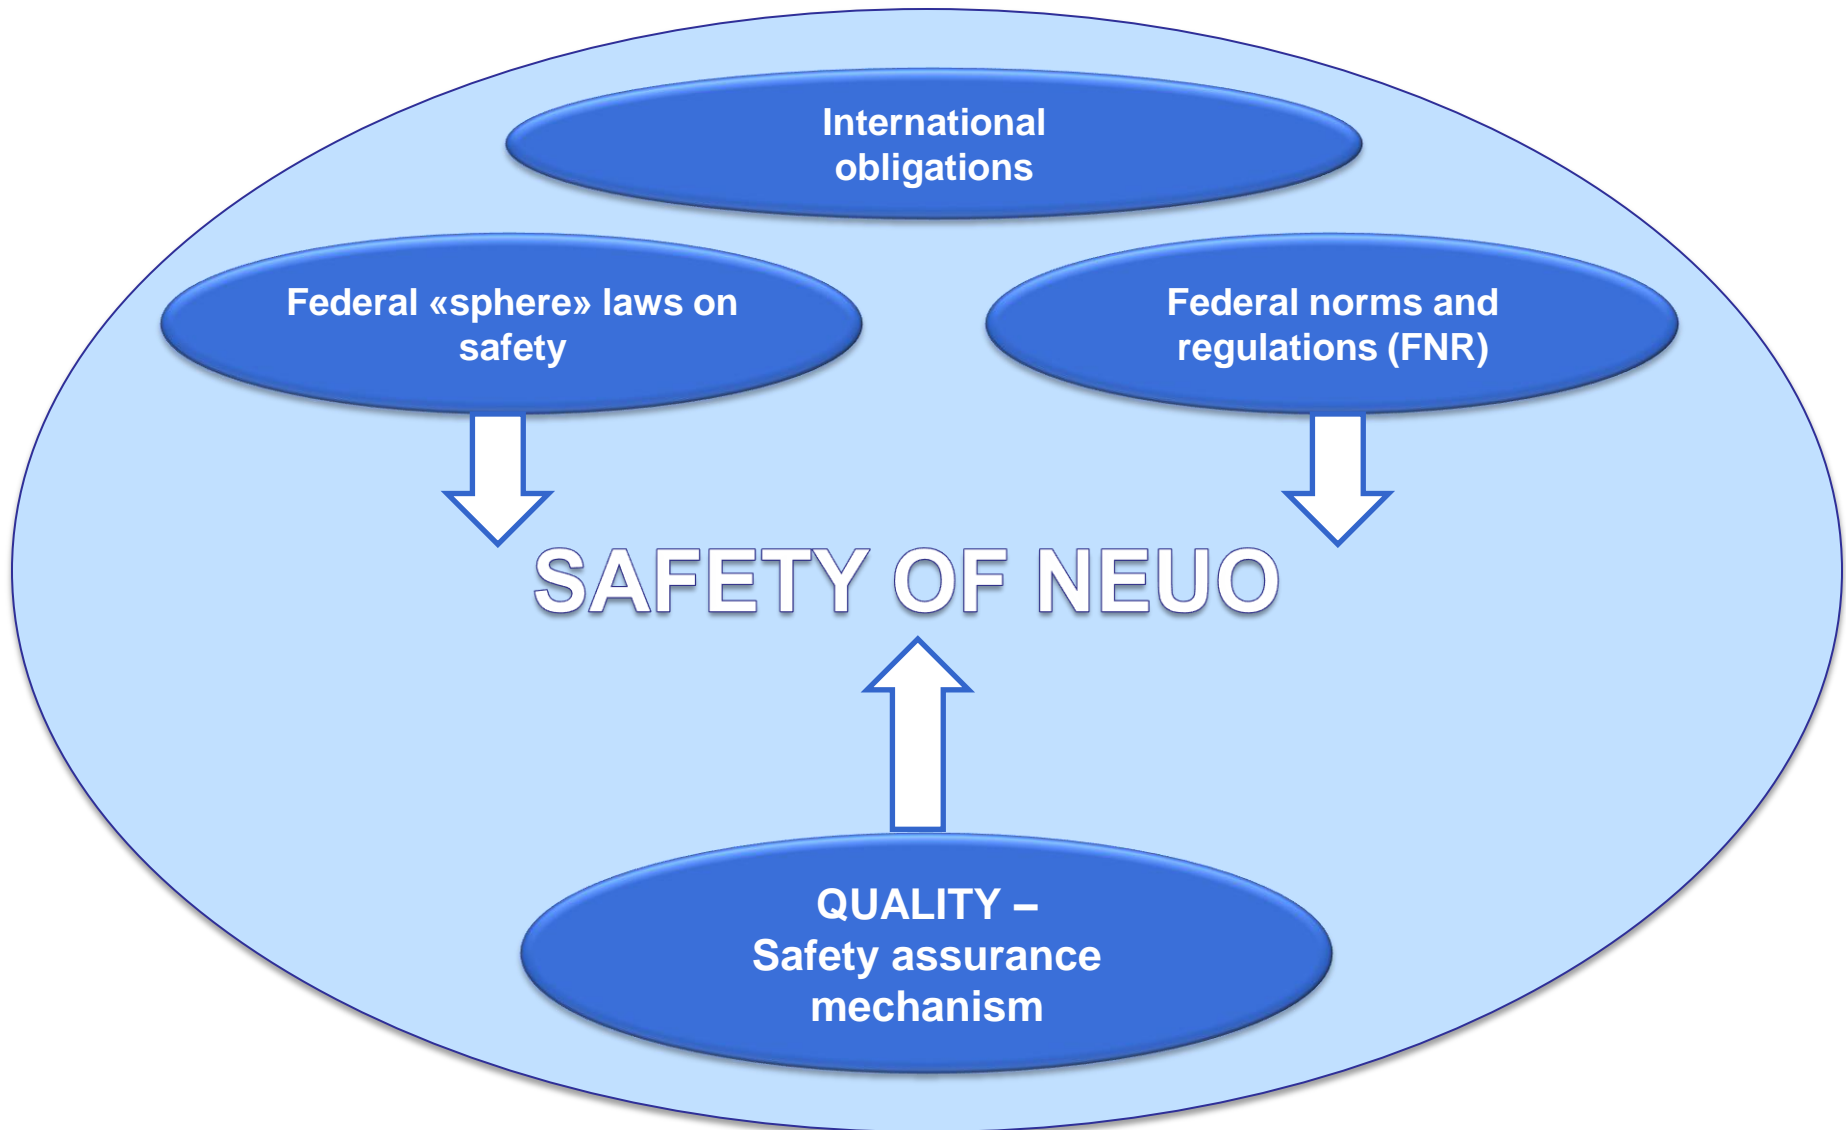 International
obligations
Federal «sphere» laws on
safety
Federal norms and
regulations (FNR)
SAFETY OF NEUO
QUALITY –
Safety assurance
mechanism